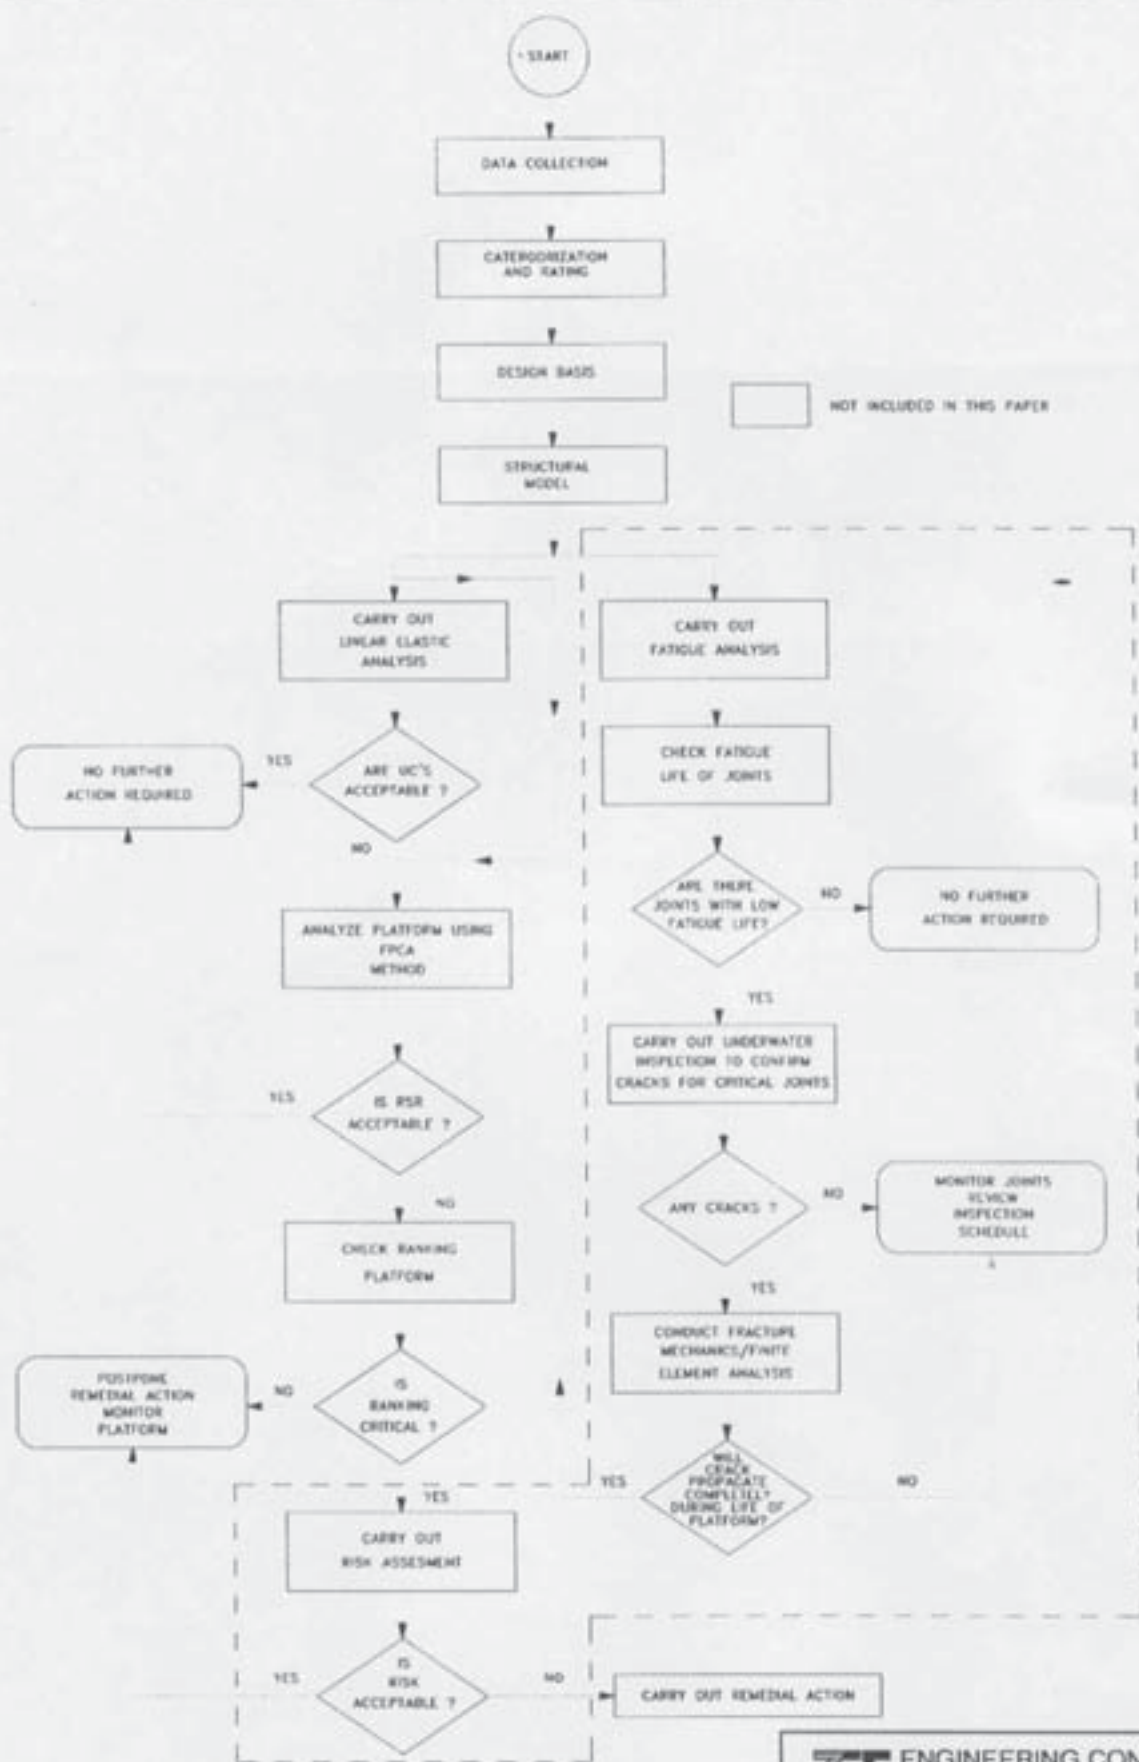 START
DATA COLLECTION
CATERGORIZATION
AND RATING
DESIGN BASIS
NOT INCLUDED IN THIS PAPER
STRUCTURAL
MODEL
CARRY OUT
LINEAR ELASTIC
ANALYSIS
CARRY OUT
FATIGUE ANALYSIS
ARE UC'S
ACCEPTABLE ?
YES
NO FURTHER
ACTION REQUIRED
NO
CHECK FATIGUE
LIFE OF JOINTS
ANALYZE PLATFORM USING
FPCA
METHOD
ARE THERE
JOINTS WITH LOW
FATIGUE LIFE?
NO
NO FURTHER
ACTION REQUIRED
YES
CARRY OUT UNDERWATER
INSPECTION TO CONFIRM
CRACKS FOR CRITICAL JOINTS
YES
IS RSR
ACCEPTABLE ?
NO
ANY CRACKS ?
NO
MONITOR JOINTS
REVIEW
INSPECTION
SCHEDULE
YES
CHECK RANKING
PLATFORM
CONDUCT FRACTURE
MECHANICS/FINITE
ELEMENT ANALYSIS
IS
RANKING
CRITICAL ?
NO
POSTPONE
REMEDIAL ACTION
MONITOR
PLATFORM
YES
WILL
CRACK
PROPAGATE
COMPLETELY?
DURING LIFE OF
PLATFORM?
YES
NO
CARRY OUT
RISK ASSESMENT
YES
IS
RISK
ACCEPTABLE ?
NO
CARRY OUT REMEDIAL ACTION
ENGINEERING CON